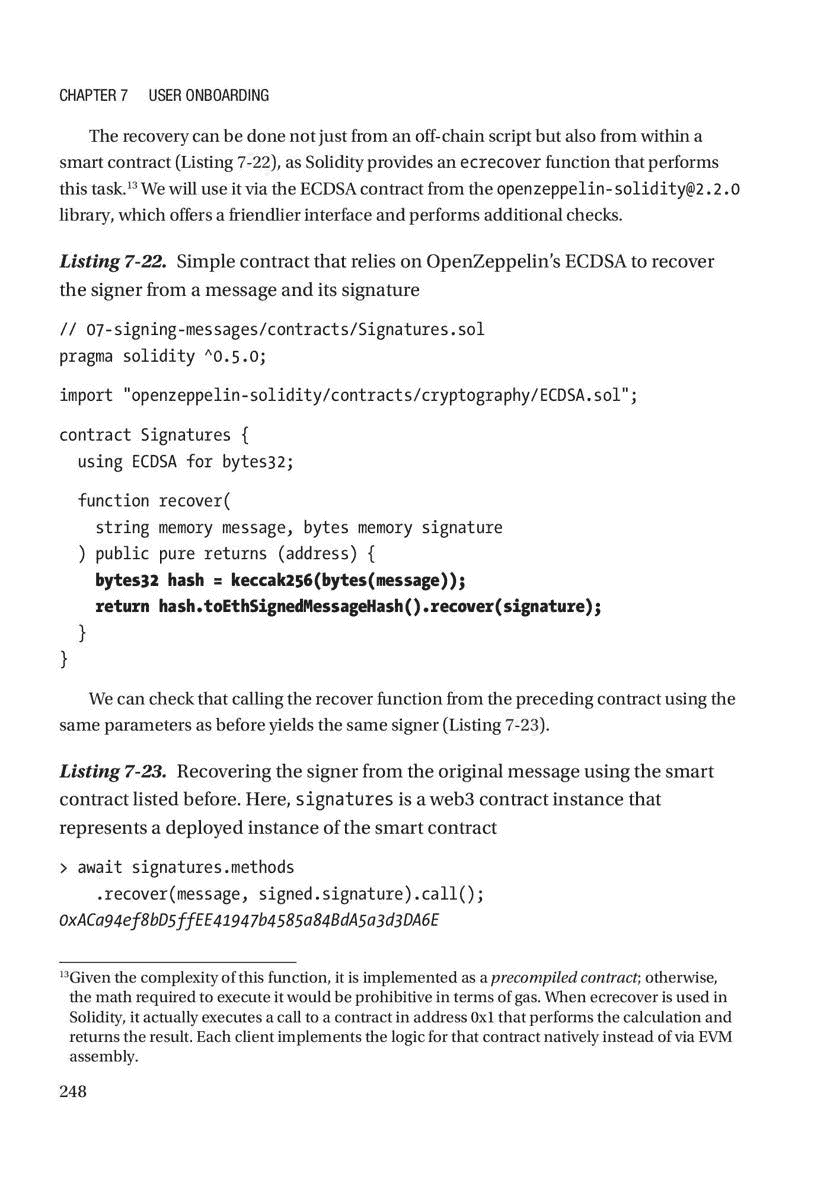 CHAPTER 7 USER ONBOARDING
The recovery can be done not just from an off-chain script but also from within a
smart contract (Listing 7-22), as Solidity provides an ecrecover function that performs
this task.13 We will use it via the ECDSA contract from the openzeppelin-solidity@2.2.0
library, which offers a friendlier interface and performs additional checks.
Listing 7-22. Simple contract that relies on OpenZeppelin’s ECDSA to recover
the signer from a message and its signature
// 07-signing-messages/contracts/Signatures.sol
pragma solidity ^0.5.0;
import "openzeppelin-solidity/contracts/cryptography/ECDSA.sol";
contract Signatures {
using ECDSA for bytes32;
function recover(
string memory message, bytes memory signature
) public pure returns (address) {
bytes32 hash = keccak256(bytes(message));
return hash.toEthSignedMessageHash().recover(signature);
}
}
We can check that calling the recover function from the preceding contract using the
same parameters as before yields the same signer (Listing 7-23).
Listing 7-23. Recovering the signer from the original message using the smart
contract listed before. Here, signatures is a web3 contract instance that
represents a deployed instance of the smart contract
> await signatures.methods
.recover(message, signed.signature).call();
0xACa94ef8bD5ffEE41947b4585a84BdA5a3d3DA6E
13Given the complexity of this function, it is implemented as a precompiled contract; otherwise,
the math required to execute it would be prohibitive in terms of gas. When ecrecover is used in
Solidity, it actually executes a call to a contract in address 0x1 that performs the calculation and
returns the result. Each client implements the logic for that contract natively instead of via EVM
assembly.
248